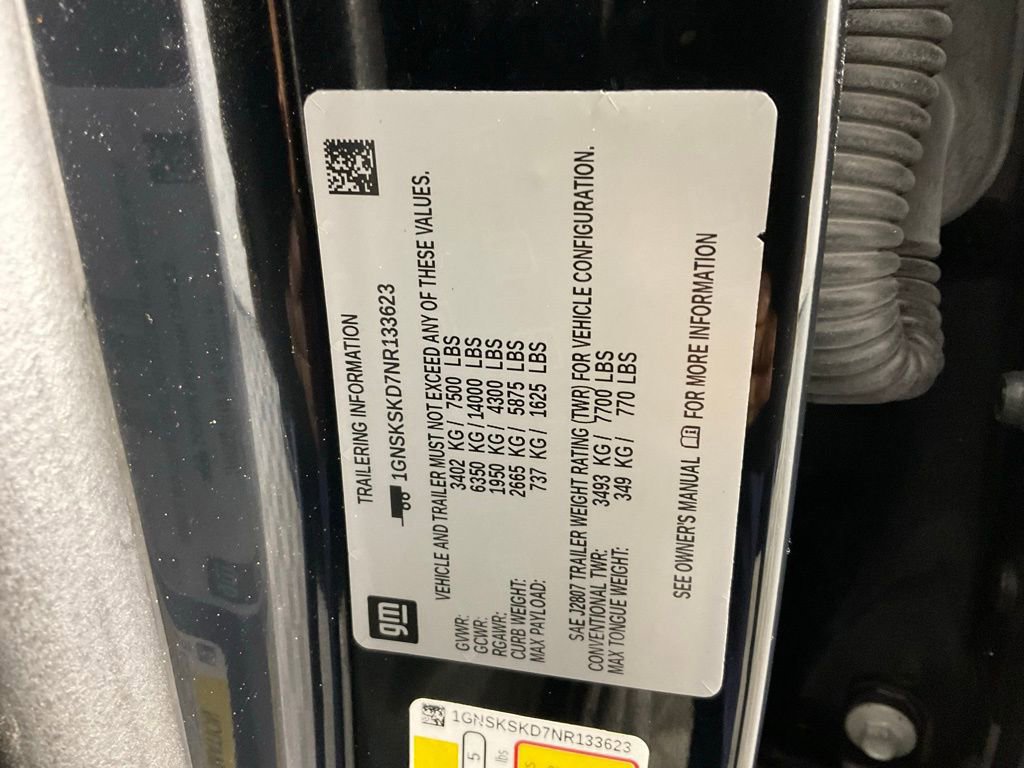 gm
TRAILERING INFORMATION
1GNSKSKD7NR133623
VEHICLE AND TRAILER MUST NOT EXCEED ANY OF THESE VALUES.
GVWR: 3402 KG / 7500 LBS
GCWR: 6350 KG / 14000 LBS
RGAWR: 1950 KG / 4300 LBS
CURB WEIGHT: 2665 KG / 5875 LBS
MAX PAYLOAD: 737 KG / 1625 LBS
SAE J2807 TRAILER WEIGHT RATING (TWR) FOR VEHICLE CONFIGURATION.
CONVENTIONAL TWR: 3493 KG / 7700 LBS
MAX TONGUE WEIGHT: 349 KG / 770 LBS
SEE OWNER'S MANUAL FOR MORE INFORMATION
1GNSKSKD7NR133623
5
lbs